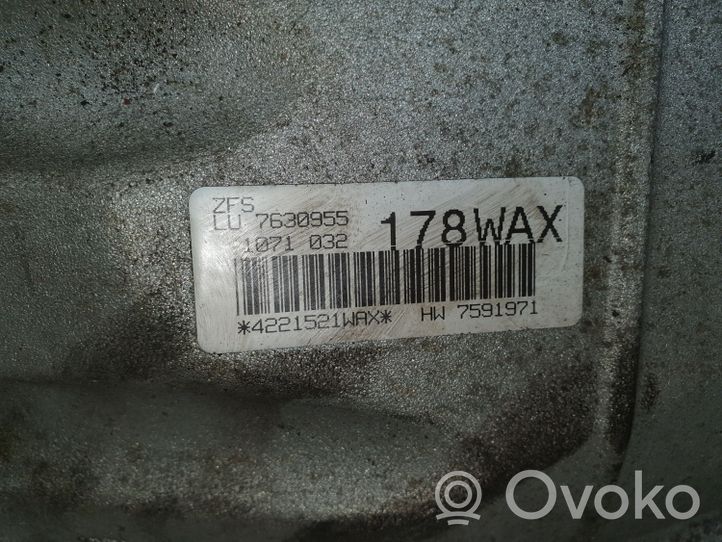 ZFS
LU 7630955
1071 032
178WAX
*4221521WAX* HW 7591971
Ovoko